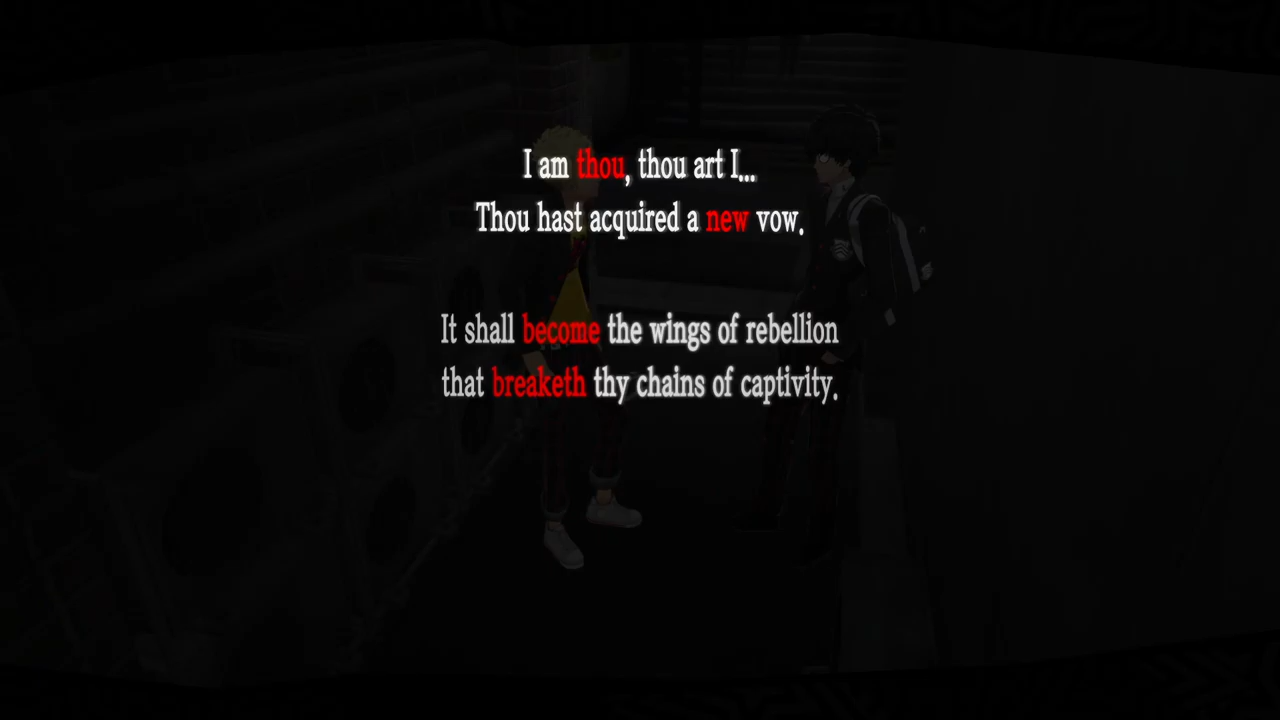 I am thou, thou art I...
Thou hast acquired a new vow.
It shall become the wings of rebellion
that breaketh thy chains of captivity.